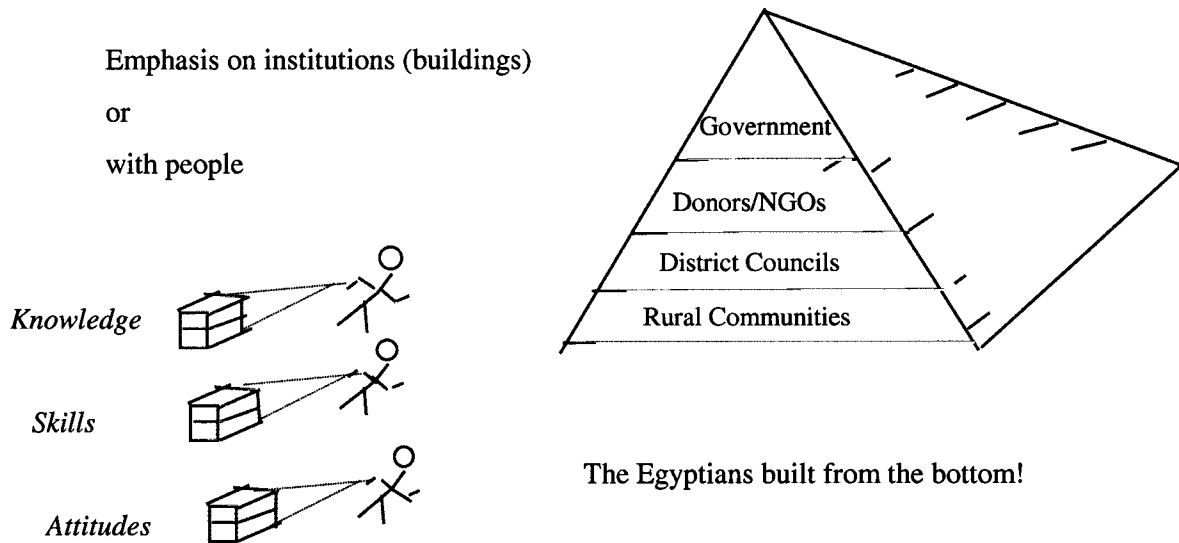 Emphasis on institutions (buildings)
or
with people
Government
Donors/NGOs
District Councils
Rural Communities
Knowledge
Skills
Attitudes
The Egyptians built from the bottom!